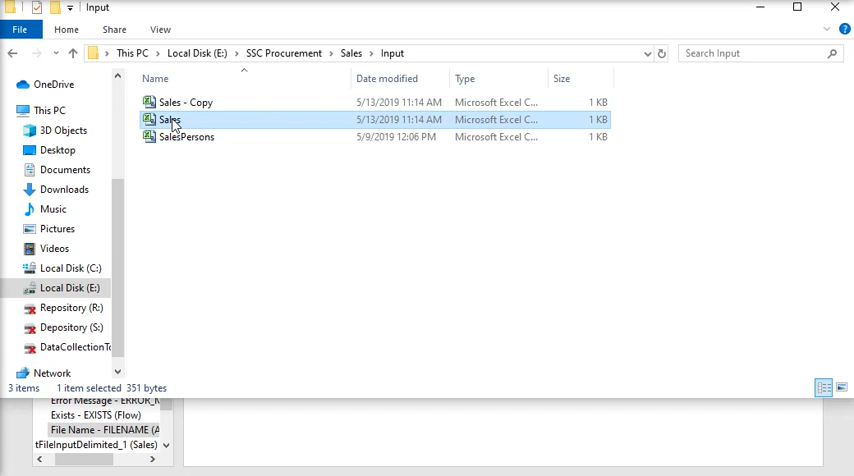 Input
File Home Share View
This PC Local Disk (E:) SSC Procurement Sales Input Search Input
Name Date modified Type Size
OneDrive
This PC
3D Objects
Desktop
Documents
Downloads
Music
Pictures
Videos
Local Disk (C:)
Local Disk (E:)
Repository (R:)
Depository (S:)
DataCollectionTo
Network
Sales - Copy 5/13/2019 11:14 AM Microsoft Excel C... 1 KB
Sales 5/13/2019 11:14 AM Microsoft Excel C... 1 KB
SalesPersons 5/9/2019 12:06 PM Microsoft Excel C... 1 KB
3 items 1 item selected 351 bytes
Error Message - ERROR_M
Exists - EXISTS (Flow)
File Name - FILENAME (A
tFileInputDelimited_1 (Sales)